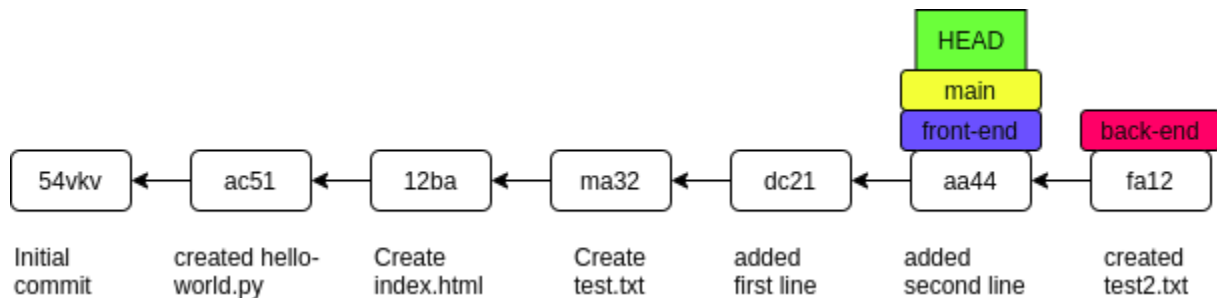 HEAD
main
front-end
back-end
54vkv
ac51
12ba
ma32
dc21
aa44
fa12
Initial
commit
created hello-
world.py
Create
index.html
Create
test.txt
added
first line
added
second line
created
test2.txt